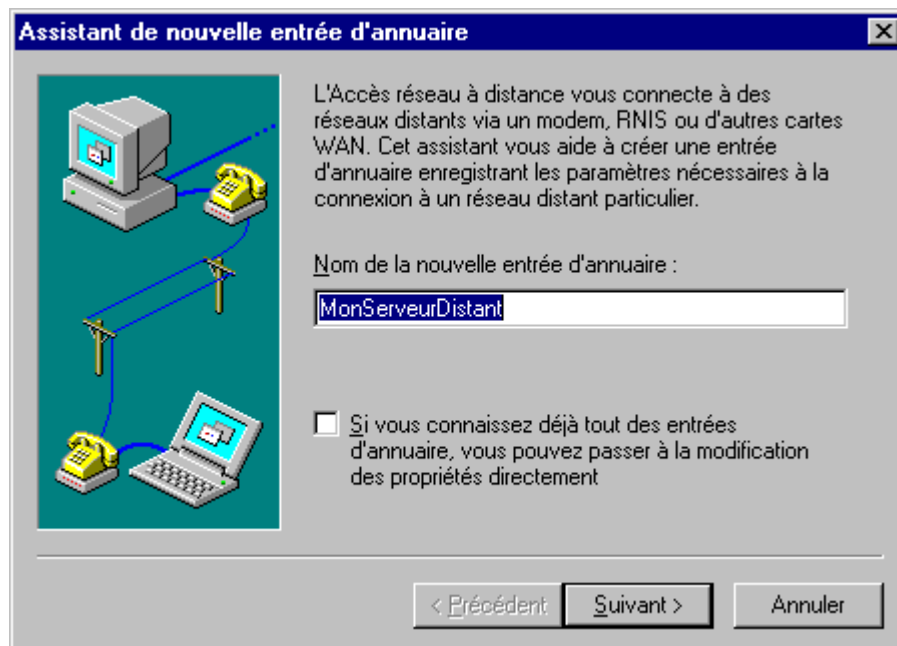 Assistant de nouvelle entrée d'annuaire
L'Accès réseau à distance vous connecte à des
réseaux distants via un modem, RNIS ou d'autres cartes
WAN. Cet assistant vous aide à créer une entrée
d'annuaire enregistrant les paramètres nécessaires à la
connexion à un réseau distant particulier.
Nom de la nouvelle entrée d'annuaire :
MonServeurDistant
Si vous connaissez déjà tout des entrées
d'annuaire, vous pouvez passer à la modification
des propriétés directement
< Précédent Suivant > Annuler